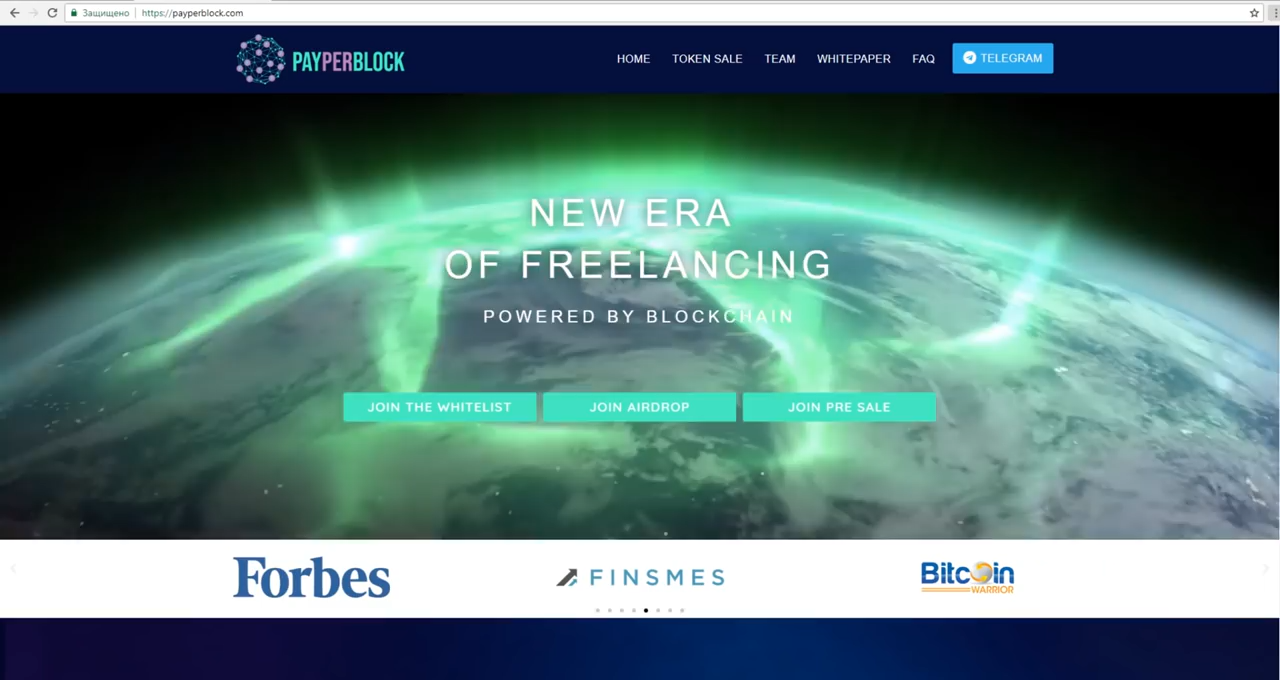 Защищено https://payperblock.com
PAYPERBLOCK
HOME TOKEN SALE TEAM WHITEPAPER FAQ TELEGRAM
NEW ERA
OF FREELANCING
POWERED BY BLOCKCHAIN
JOIN THE WHITELIST JOIN AIRDROP JOIN PRE SALE
Forbes FINSMES Bitcoin
WARRIOR